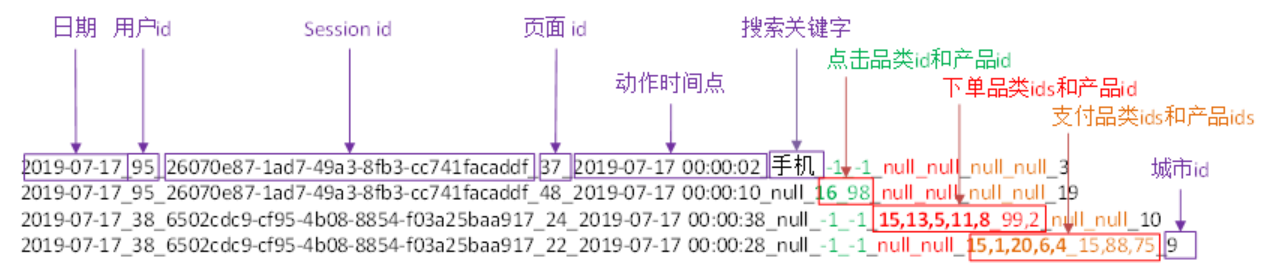 日期 用户id Session id 页面 id 搜索关键字
点击品类id和产品id
动作时间点 下单品类ids和产品id
支付品类ids和产品ids
2019-07-17_95_26070e87-1ad7-49a3-8fb3-cc741facaddf_37_2019-07-17 00:00:02_手机_-1_-1_null_null_null_null_3
城市id
2019-07-17_95_26070e87-1ad7-49a3-8fb3-cc741facaddf_48_2019-07-17 00:00:10_null_16_98_null_null_null_null_19
2019-07-17_38_6502cdc9-cf95-4b08-8854-f03a25baa917_24_2019-07-17 00:00:38_null_-1_-1_15,13,5,11,8_99,2_null_null_10
2019-07-17_38_6502cdc9-cf95-4b08-8854-f03a25baa917_22_2019-07-17 00:00:28_null_-1_-1_null_null_15,1,20,6,4_15,88,75_9